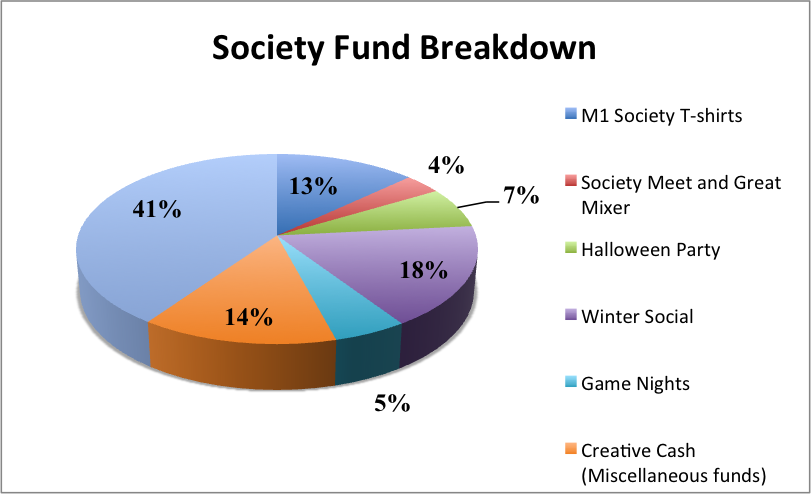 Society Fund Breakdown
13%
4%
7%
18%
5%
14%
41%
M1 Society T-shirts
Society Meet and Great
Mixer
Halloween Party
Winter Social
Game Nights
Creative Cash
(Miscellaneous funds)